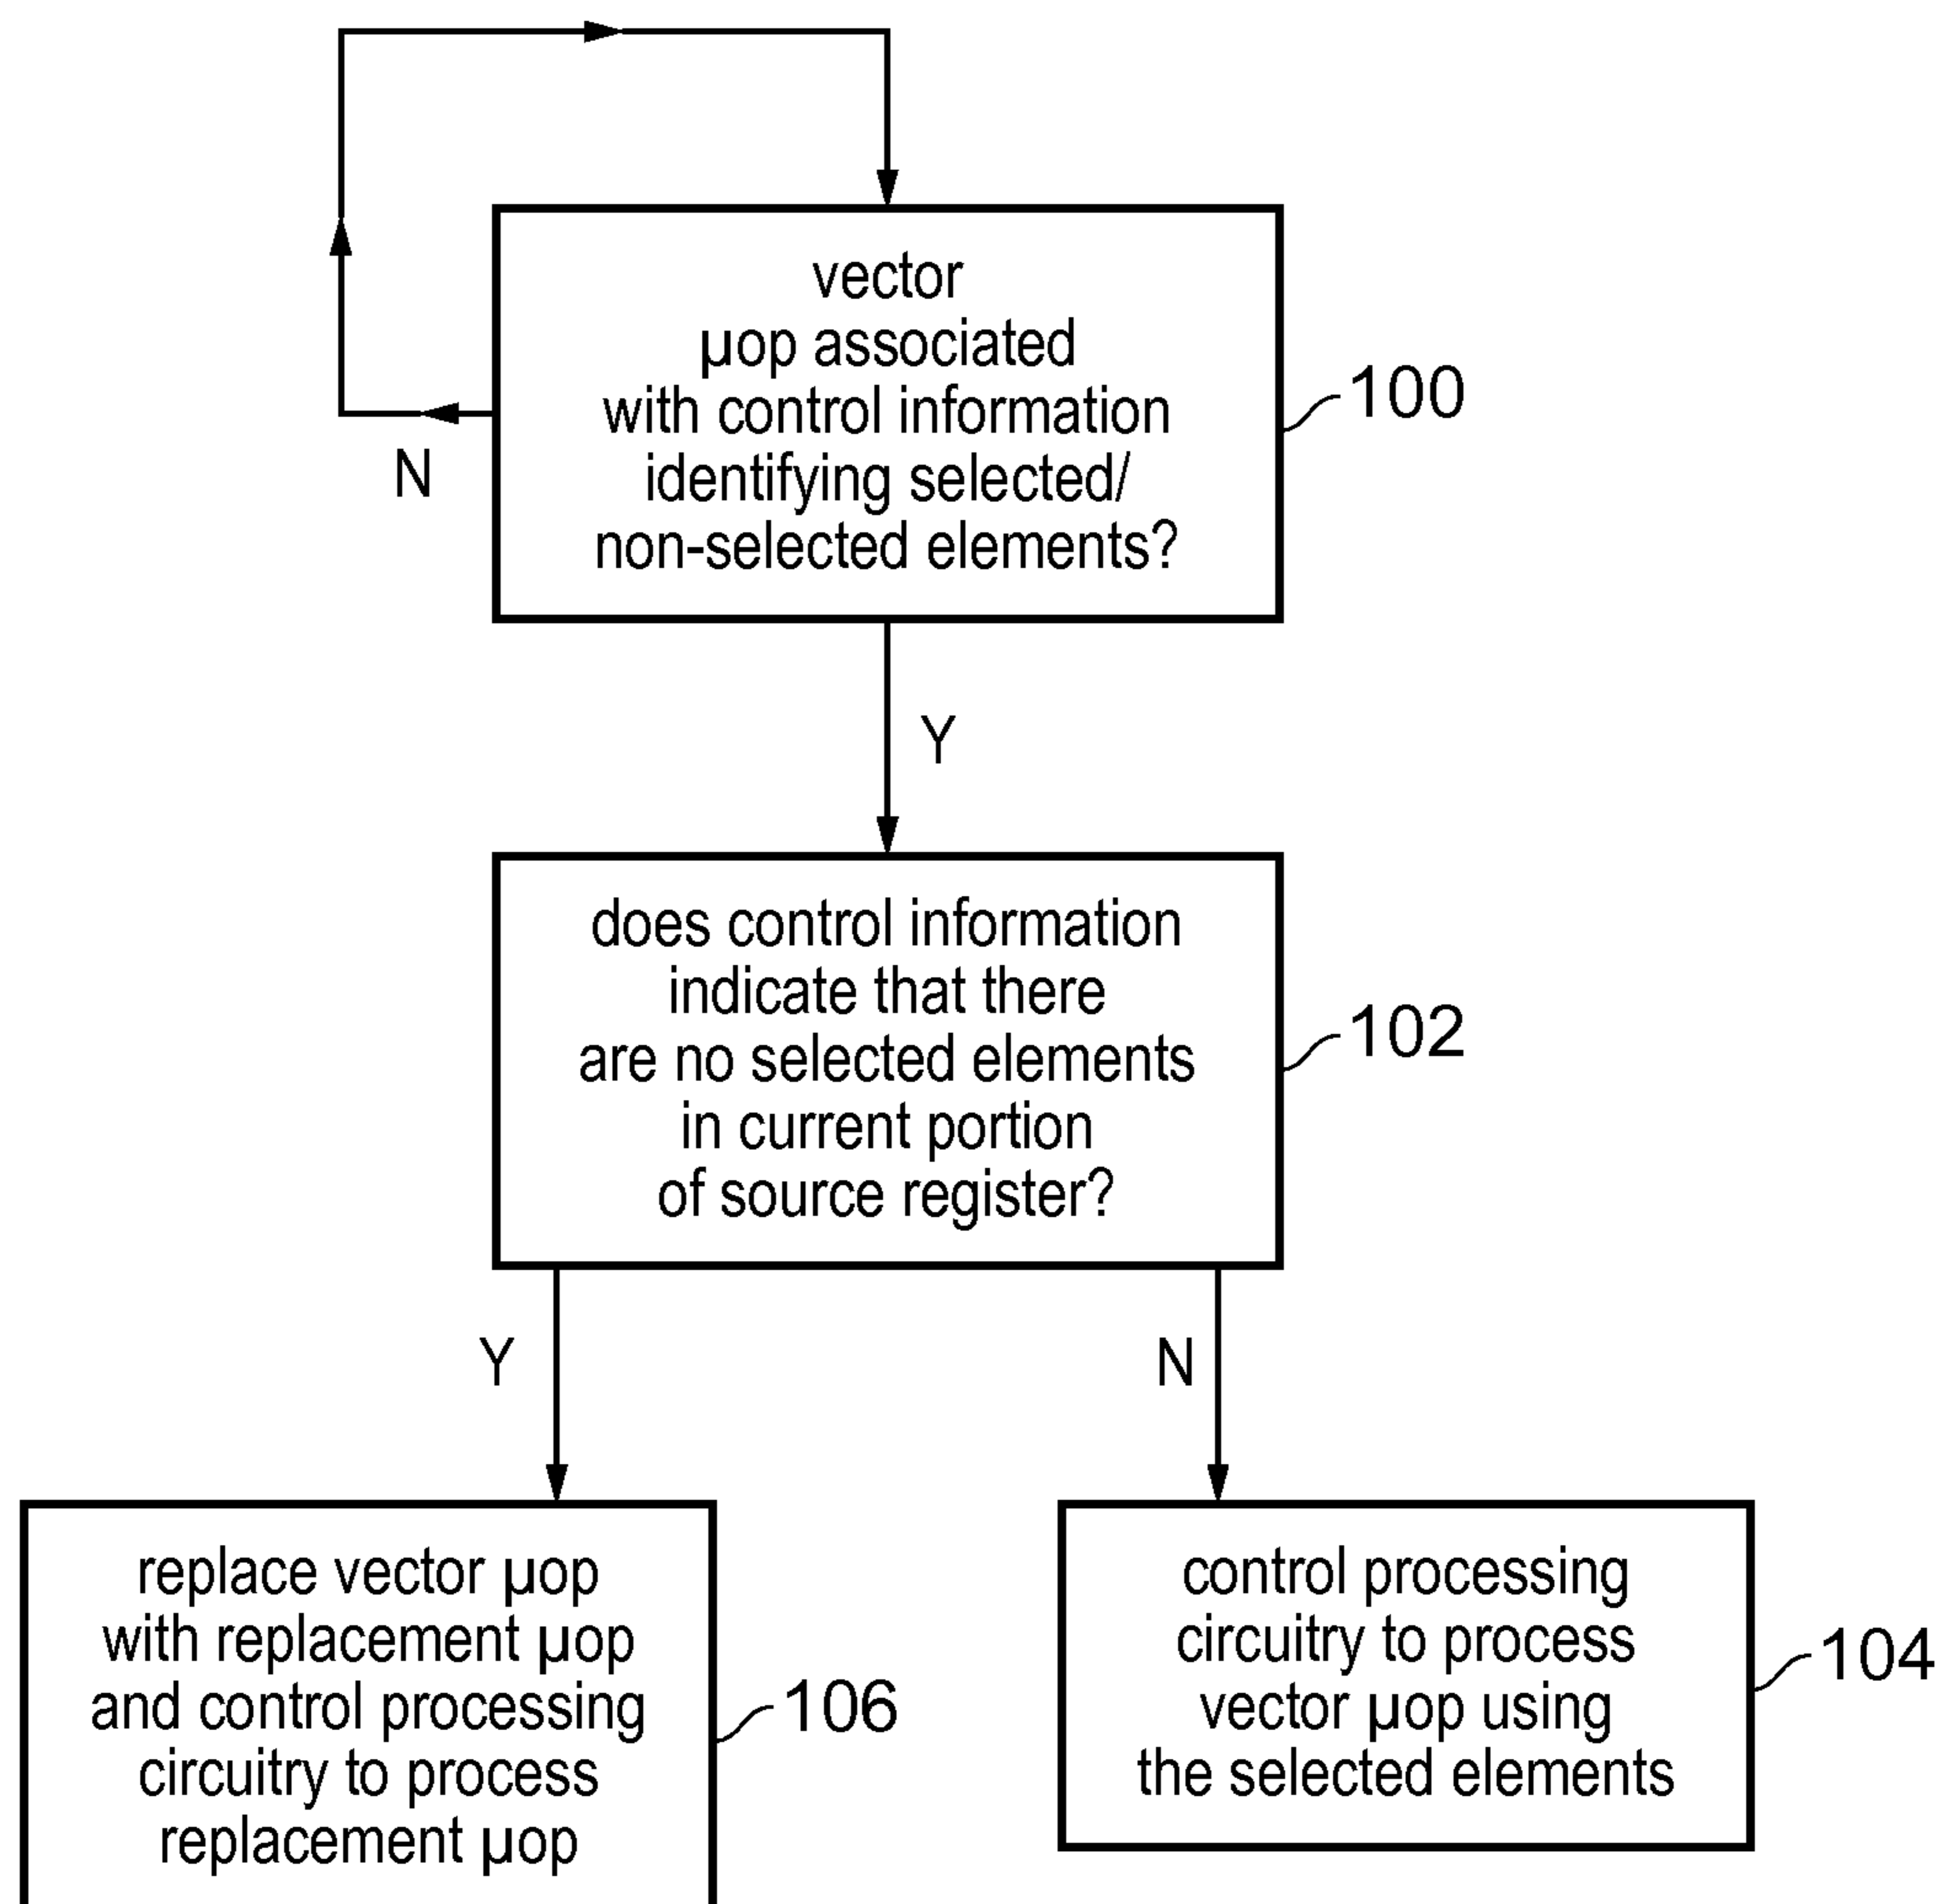 vector
µop associated
with control information
identifying selected/
non-selected elements?
100
N
Y
does control information
indicate that there
are no selected elements
in current portion
of source register?
102
Y
N
replace vector µop
with replacement µop
and control processing
circuitry to process
replacement µop
106
control processing
circuitry to process
vector µop using
the selected elements
104